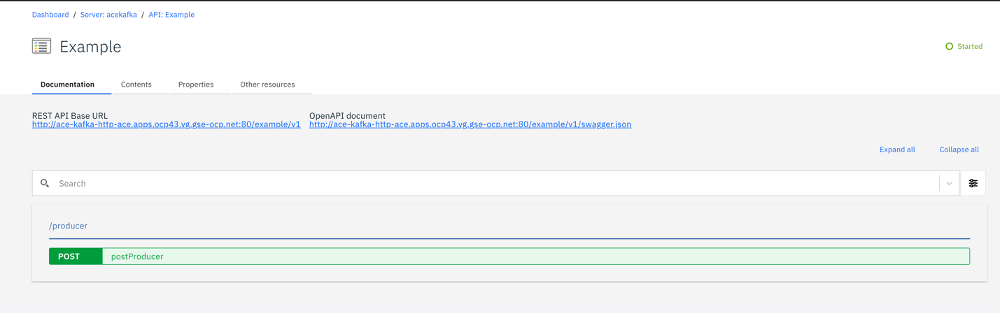 Dashboard / Server: acekafka / API: Example
Example
Started
Documentation Contents Properties Other resources
REST API Base URL OpenAPI document
http://ace-kafka-http-ace.apps.ocp43.vg.gse-ocp.net:80/example/v1 http://ace-kafka-http-ace.apps.ocp43.vg.gse-ocp.net:80/example/v1/swagger.json
Expand all Collapse all
Search
/producer
POST postProducer